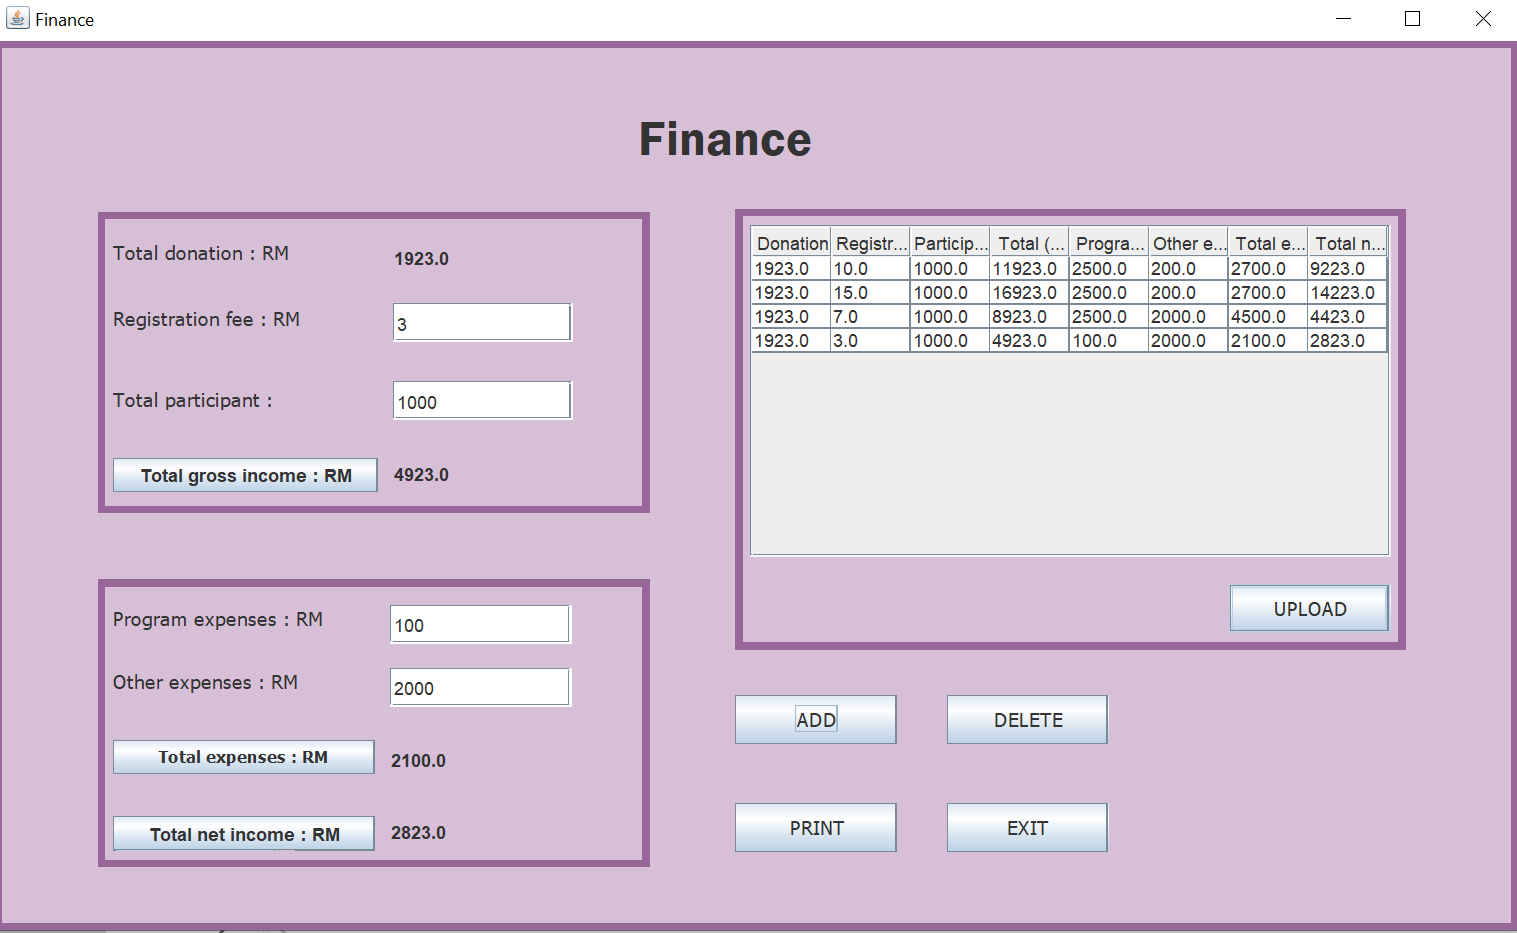 Finance
Finance
Total donation : RM 1923.0
Registration fee : RM 3
Total participant : 1000
Total gross income : RM 4923.0
Program expenses : RM 100
Other expenses : RM 2000
Total expenses : RM 2100.0
Total net income : RM 2823.0
Donation Registr... Particip... Total (... Progra... Other e... Total e... Total n...
1923.0 10.0 1000.0 11923.0 2500.0 200.0 2700.0 9223.0
1923.0 15.0 1000.0 16923.0 2500.0 200.0 2700.0 14223.0
1923.0 7.0 1000.0 8923.0 2500.0 2000.0 4500.0 4423.0
1923.0 3.0 1000.0 4923.0 100.0 2000.0 2100.0 2823.0
UPLOAD
ADD DELETE
PRINT EXIT